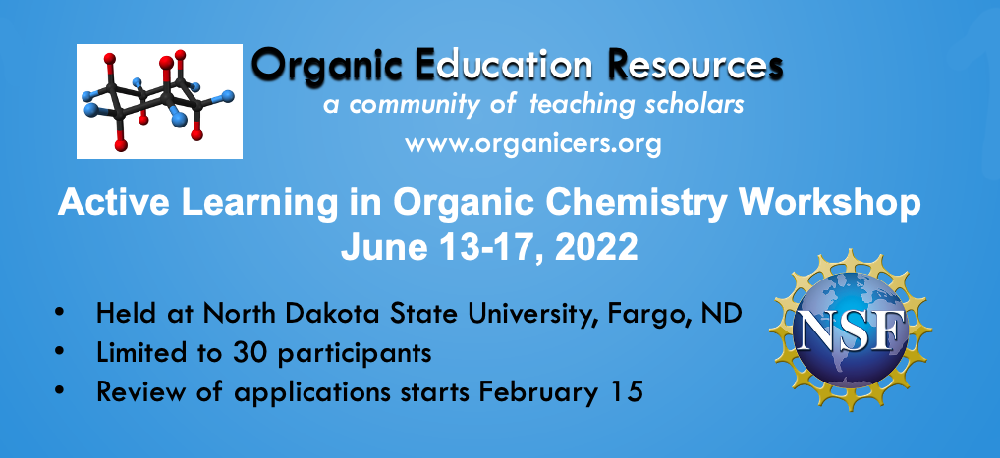 Organic Education Resources
a community of teaching scholars
www.organicers.org
Active Learning in Organic Chemistry Workshop
June 13-17, 2022
• Held at North Dakota State University, Fargo, ND
• Limited to 30 participants
• Review of applications starts February 15
NSF